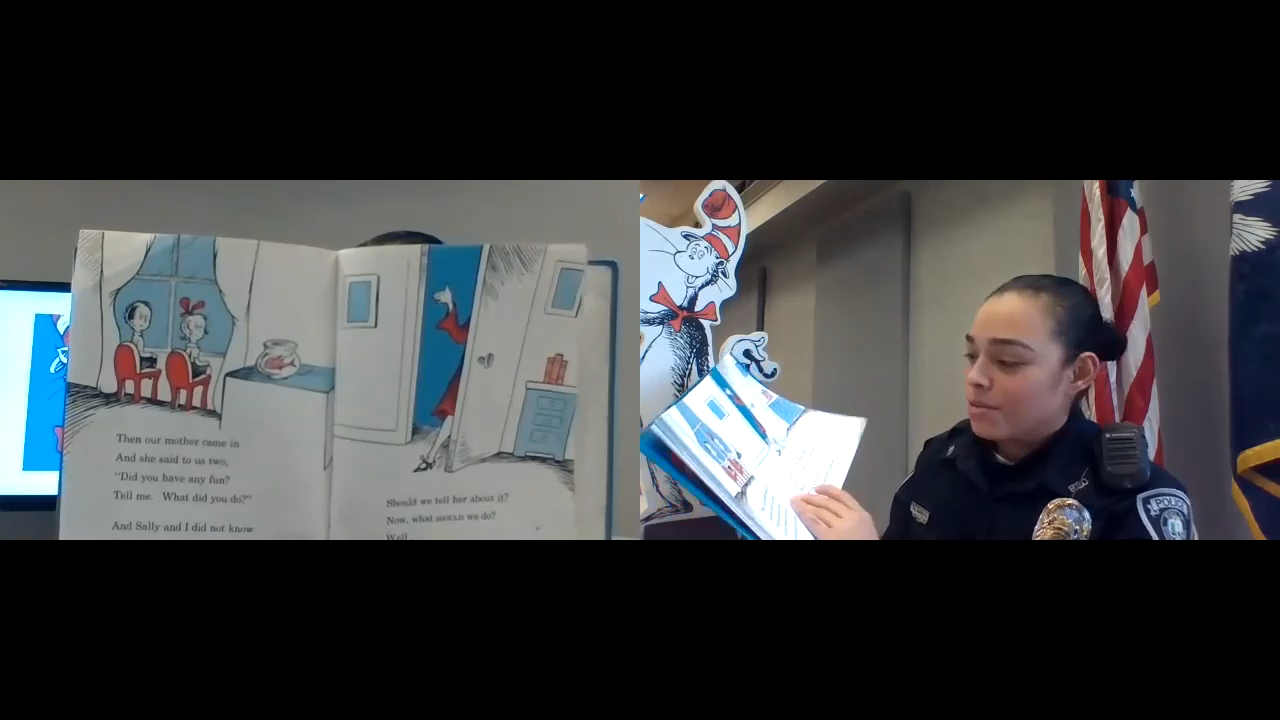 Then our mother came in
And she said to us two,
"Did you have any fun?
Tell me. What did you do?"
And Sally and I did not know
Should we tell her about it?
Now, what should we do?
Well
POLICE